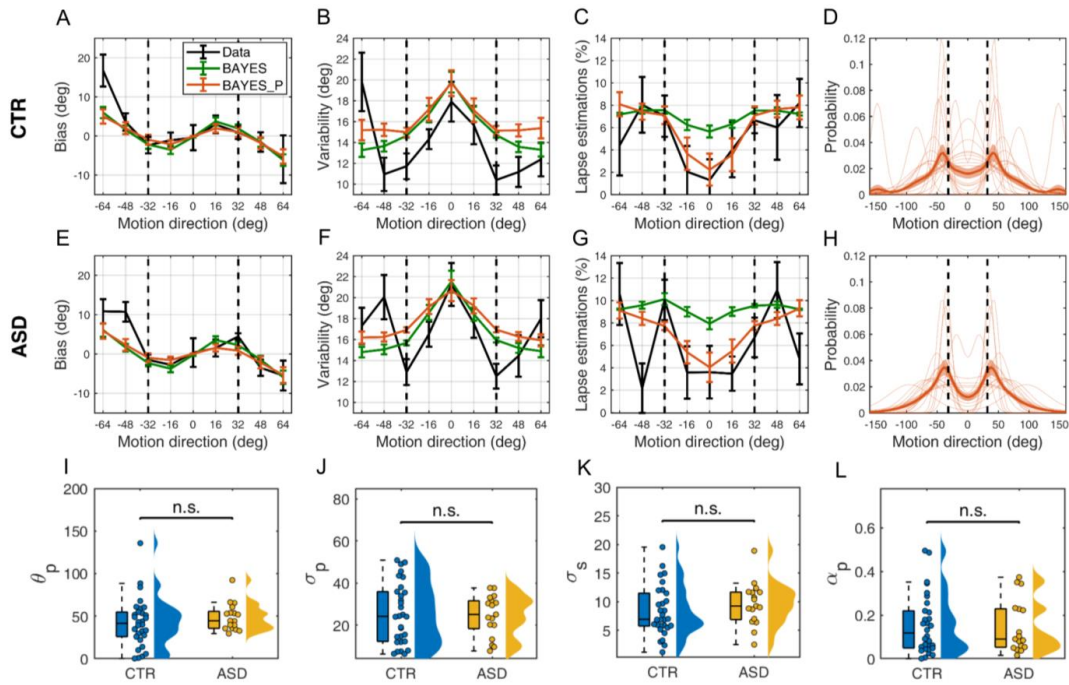 A B C D
CTR
Data
BAYES
BAYES_P
Bias (deg)
20
10
0
-10
-64 -48 -32 -16 0 16 32 48 64
Motion direction (deg)
Variability (deg)
24
22
20
18
16
14
12
10
-64 -48 -32 -16 0 16 32 48 64
Motion direction (deg)
Lapse estimations (%)
14
12
10
8
6
4
2
0
-64 -48 -32 -16 0 16 32 48 64
Motion direction (deg)
Probability
0.12
0.1
0.08
0.06
0.04
0.02
0
-150 -100 -50 0 50 100 150
Motion direction (deg)
E F G H
ASD
Bias (deg)
20
10
0
-10
-64 -48 -32 -16 0 16 32 48 64
Motion direction (deg)
Variability (deg)
24
22
20
18
16
14
12
10
-64 -48 -32 -16 0 16 32 48 64
Motion direction (deg)
Lapse estimations (%)
14
12
10
8
6
4
2
0
-64 -48 -32 -16 0 16 32 48 64
Motion direction (deg)
Probability
0.12
0.1
0.08
0.06
0.04
0.02
0
-150 -100 -50 0 50 100 150
Motion direction (deg)
I J K L
θp
200
150
100
50
0
n.s.
CTR ASD
σp
80
60
40
20
n.s.
CTR ASD
σs
30
25
20
15
10
5
n.s.
CTR ASD
αp
0.6
0.4
0.2
0
n.s.
CTR ASD